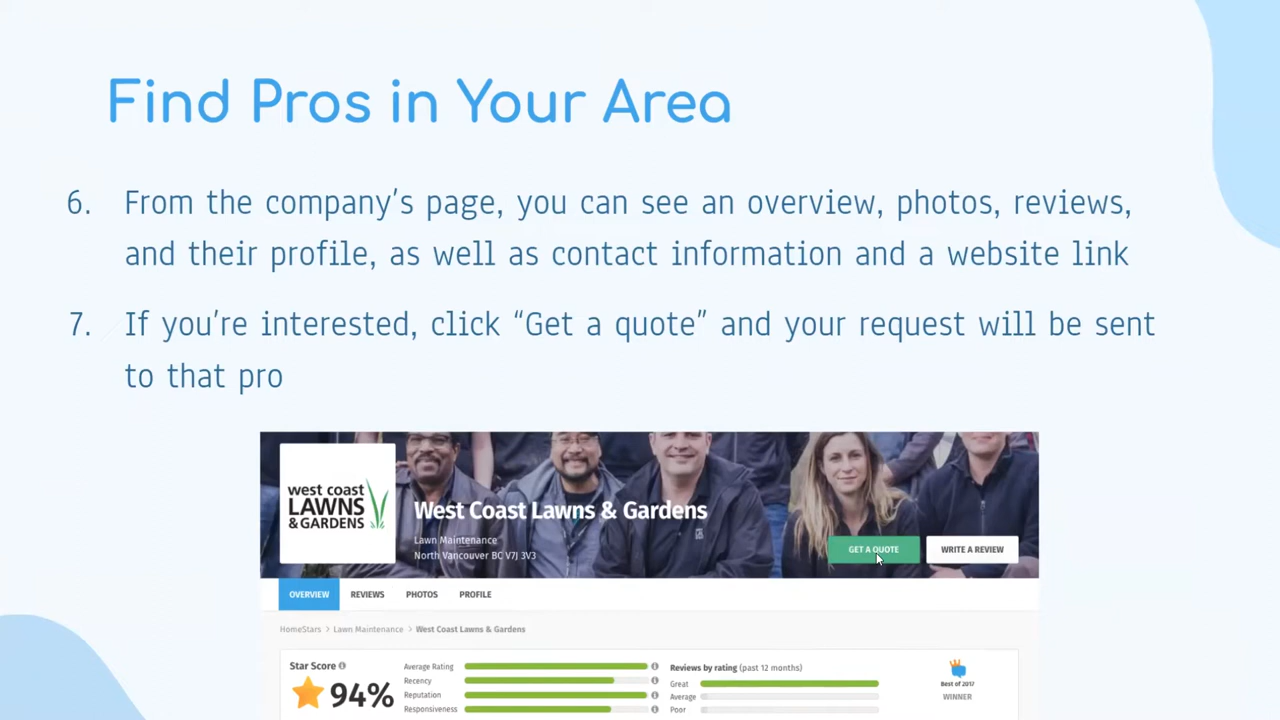 Find Pros in Your Area
6. From the company's page, you can see an overview, photos, reviews,
and their profile, as well as contact information and a website link
7. If you're interested, click “Get a quote” and your request will be sent
to that pro
west coast
LAWNS
& GARDENS
West Coast Lawns & Gardens
Lawn Maintenance
North Vancouver BC V7J 3V3
GET A QUOTE
WRITE A REVIEW
OVERVIEW REVIEWS PHOTOS PROFILE
HomeStars > Lawn Maintenance > West Coast Lawns & Gardens
Star Score
94%
Average Rating
Recency
Reputation
Responsiveness
Reviews by rating (past 12 months)
Great
Average
Poor
Best of 2017
WINNER